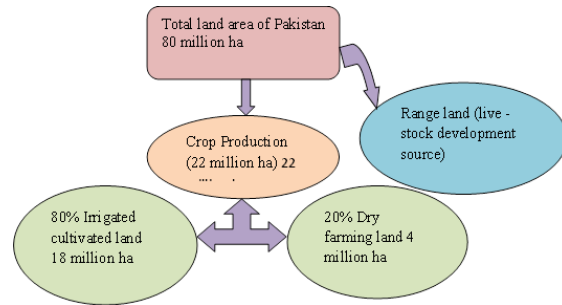 Total land area of Pakistan
80 million ha
Range land (live -
stock development
source)
Crop Production
(22 million ha) 22
80% Irrigated
cultivated land
18 million ha
20% Dry
farming land 4
million ha